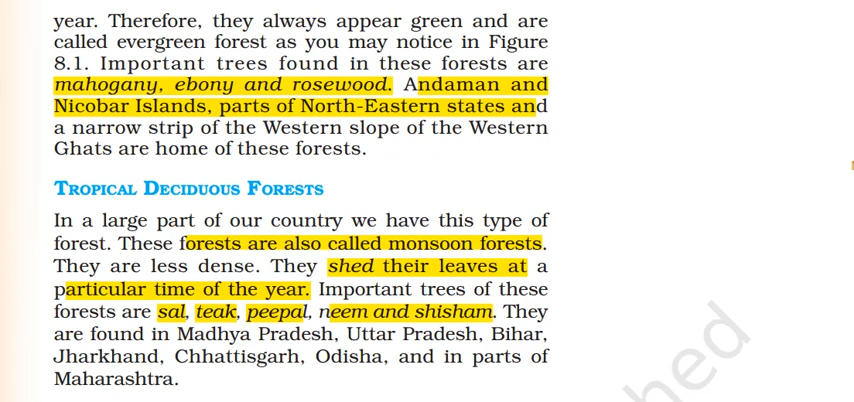 year. Therefore, they always appear green and are
called evergreen forest as you may notice in Figure
8.1. Important trees found in these forests are
mahogany, ebony and rosewood. Andaman and
Nicobar Islands, parts of North-Eastern states and
a narrow strip of the Western slope of the Western
Ghats are home of these forests.
TROPICAL DECIDUOUS FORESTS
In a large part of our country we have this type of
forest. These forests are also called monsoon forests.
They are less dense. They shed their leaves at a
particular time of the year. Important trees of these
forests are sal, teak, peepal, neem and shisham. They
are found in Madhya Pradesh, Uttar Pradesh, Bihar,
Jharkhand, Chhattisgarh, Odisha, and in parts of
Maharashtra.